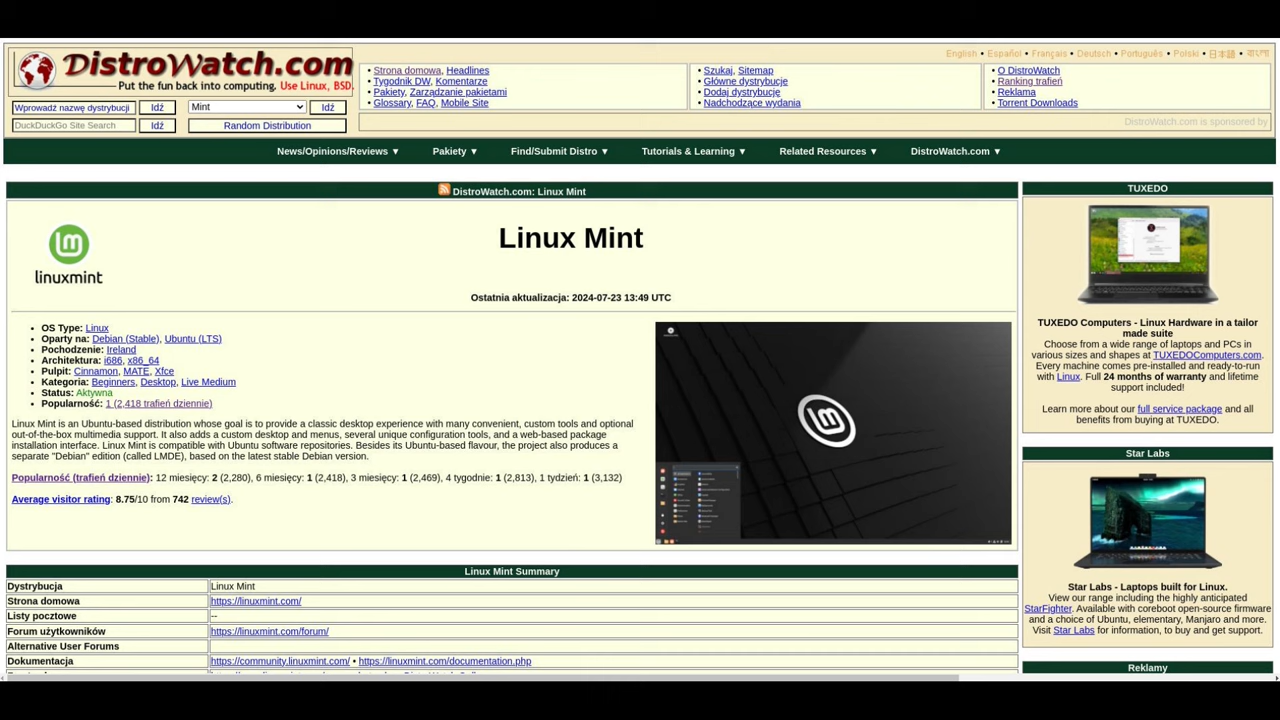 English • Español • Français • Deutsch • Português • Polski • 日本語 • বাংলা
DistroWatch.com
Put the fun back into computing. Use Linux, BSD.
• Strona domowa, Headlines
• Tygodnik DW, Komentarze
• Pakiety, Zarządzanie pakietami
• Glossary, FAQ, Mobile Site
• Szukaj, Sitemap
• Główne dystrybucje
• Dodaj dystrybucję
• Nadchodzące wydania
• O DistroWatch
• Ranking trafień
• Reklama
• Torrent Downloads
Wprowadź nazwę dystrybucji Idź Mint Idź
DuckDuckGo Site Search Idź Random Distribution
DistroWatch.com is sponsored by
News/Opinions/Reviews ▼ Pakiety ▼ Find/Submit Distro ▼ Tutorials & Learning ▼ Related Resources ▼ DistroWatch.com ▼
DistroWatch.com: Linux Mint
linuxmint
Linux Mint
Ostatnia aktualizacja: 2024-07-23 13:49 UTC
• OS Type: Linux
• Oparty na: Debian (Stable), Ubuntu (LTS)
• Pochodzenie: Ireland
• Architektura: i686, x86_64
• Pulpit: Cinnamon, MATE, Xfce
• Kategoria: Beginners, Desktop, Live Medium
• Status: Aktywna
• Popularność: 1 (2,418 trafień dziennie)
Linux Mint is an Ubuntu-based distribution whose goal is to provide a classic desktop experience with many convenient, custom tools and optional
out-of-the-box multimedia support. It also adds a custom desktop and menus, several unique configuration tools, and a web-based package
installation interface. Linux Mint is compatible with Ubuntu software repositories. Besides its Ubuntu-based flavour, the project also produces a
separate "Debian" edition (called LMDE), based on the latest stable Debian version.
Popularność (trafień dziennie): 12 miesięcy: 2 (2,280), 6 miesięcy: 1 (2,418), 3 miesięcy: 1 (2,469), 4 tygodnie: 1 (2,813), 1 tydzień: 1 (3,132)
Average visitor rating: 8.75/10 from 742 review(s).
Linux Mint Summary
Dystrybucja Linux Mint
Strona domowa https://linuxmint.com/
Listy pocztowe --
Forum użytkowników https://linuxmint.com/forum/
Alternative User Forums
Dokumentacja https://community.linuxmint.com/ • https://linuxmint.com/documentation.php
TUXEDO
TUXEDO Computers - Linux Hardware in a tailor
made suite
Choose from a wide range of laptops and PCs in
various sizes and shapes at TUXEDOComputers.com.
Every machine comes pre-installed and ready-to-run
with Linux. Full 24 months of warranty and lifetime
support included!
Learn more about our full service package and all
benefits from buying at TUXEDO.
Star Labs
Star Labs - Laptops built for Linux.
View our range including the highly anticipated
StarFighter. Available with coreboot open-source firmware
and a choice of Ubuntu, elementary, Manjaro and more.
Visit Star Labs for information, to buy and get support.
Reklamy